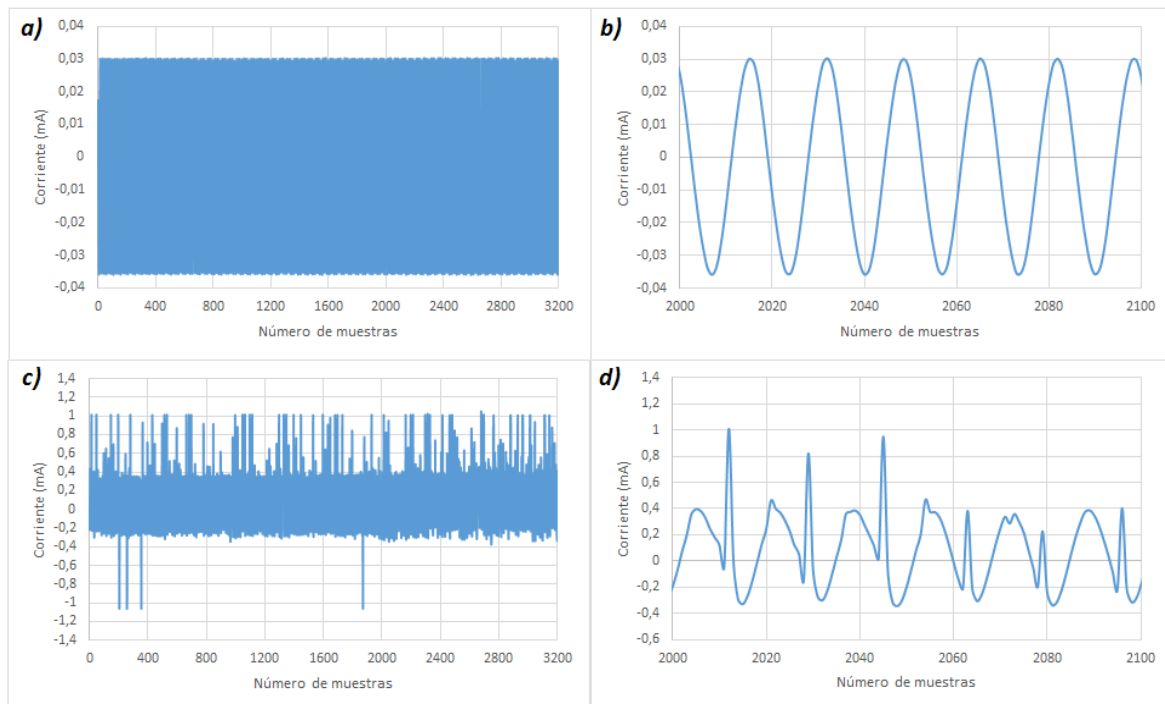 a)
0,04
0,03
0,02
0,01
0
-0,01
-0,02
-0,03
-0,04
Corriente (mA)
0 400 800 1200 1600 2000 2400 2800 3200
Número de muestras
b)
0,04
0,03
0,02
0,01
0
-0,01
-0,02
-0,03
-0,04
Corriente (mA)
2000 2020 2040 2060 2080 2100
Número de muestras
c)
1,4
1,2
1
0,8
0,6
0,4
0,2
0
-0,2
-0,4
-0,6
-0,8
-1
-1,2
-1,4
Corriente (mA)
0 400 800 1200 1600 2000 2400 2800 3200
Número de muestras
d)
1,4
1,2
1
0,8
0,6
0,4
0,2
0
-0,2
-0,4
-0,6
Corriente (mA)
2000 2020 2040 2060 2080 2100
Número de muestras